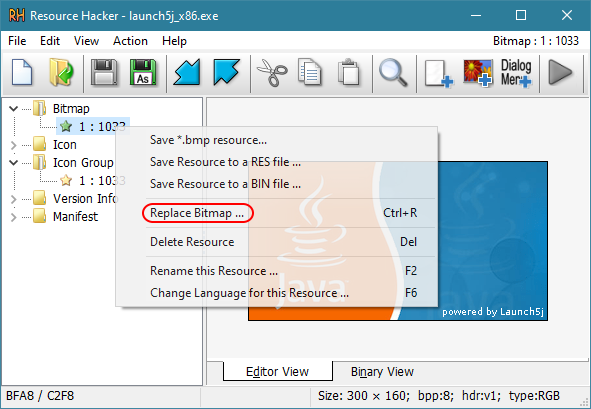 RH Resource Hacker - launch5j_x86.exe
File Edit View Action Help Bitmap : 1 : 1033
As Dialog
Menu
Bitmap
1 : 1033
Icon
Icon Group
1 : 1033
Version Info
Manifest
Save *.bmp resource...
Save Resource to a RES file ...
Save Resource to a BIN file ...
Replace Bitmap ... Ctrl+R
Delete Resource Del
Rename this Resource ... F2
Change Language for this Resource ... F6
Java
powered by Launch5j
Editor View Binary View
BFA8 / C2F8 Size: 300 × 160; bpp:8; hdr:v1; type:RGB